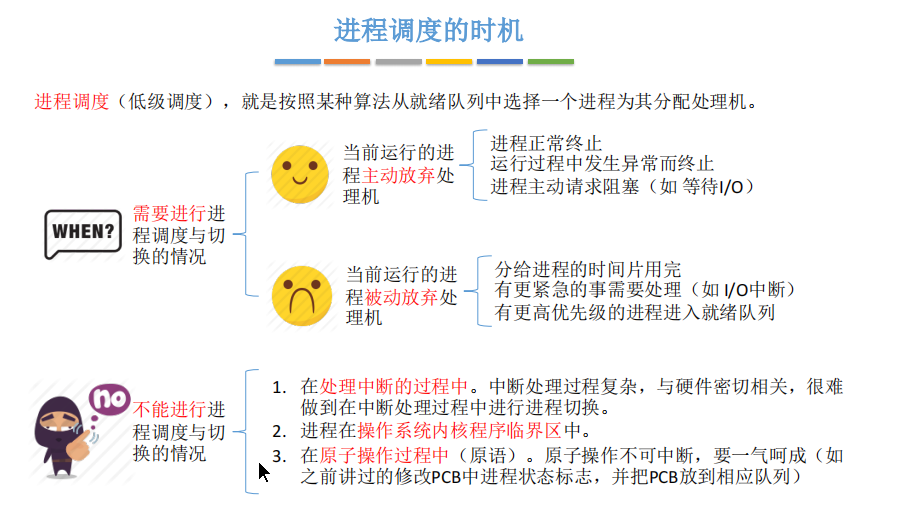 进程调度的时机
进程调度（低级调度），就是按照某种算法从就绪队列中选择一个进程为其分配处理机。
WHEN?
需要进行进
程调度与切
换的情况
当前运行的进
程主动放弃处
理机
进程正常终止
运行过程中发生异常而终止
进程主动请求阻塞（如 等待I/O）
当前运行的进
程被动放弃处
理机
分给进程的时间片用完
有更紧急的事需要处理（如 I/O中断）
有更高优先级的进程进入就绪队列
no
不能进行进
程调度与切
换的情况
1. 在处理中断的过程中。中断处理过程复杂，与硬件密切相关，很难
做到在中断处理过程中进行进程切换。
2. 进程在操作系统内核程序临界区中。
3. 在原子操作过程中（原语）。原子操作不可中断，要一气呵成（如
之前讲过的修改PCB中进程状态标志，并把PCB放到相应队列）